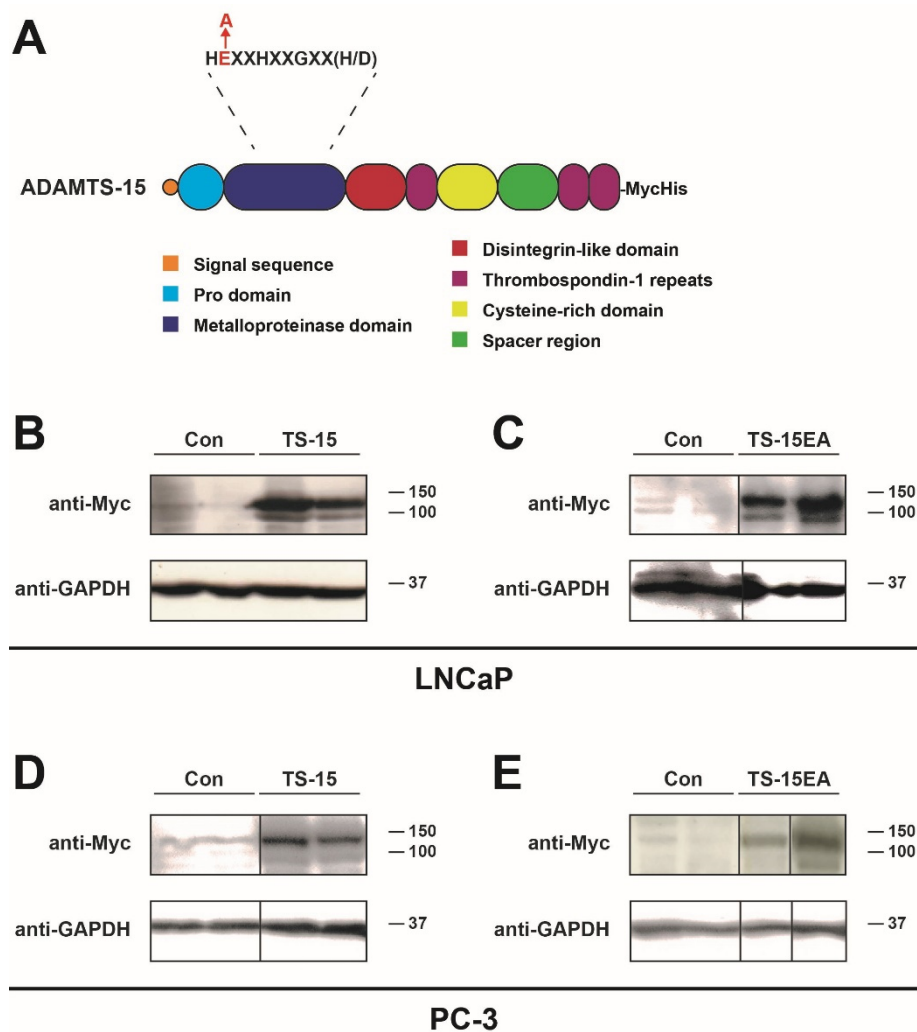 A
A
HEXXHXXGXX(H/D)
ADAMTS-15
-MycHis
Signal sequence
Pro domain
Metalloproteinase domain
Disintegrin-like domain
Thrombospondin-1 repeats
Cysteine-rich domain
Spacer region
B
Con TS-15
anti-Myc
— 150
— 100
anti-GAPDH
— 37
C
Con TS-15EA
anti-Myc
— 150
— 100
anti-GAPDH
— 37
LNCaP
D
Con TS-15
anti-Myc
— 150
— 100
anti-GAPDH
— 37
E
Con TS-15EA
anti-Myc
— 150
— 100
anti-GAPDH
— 37
PC-3